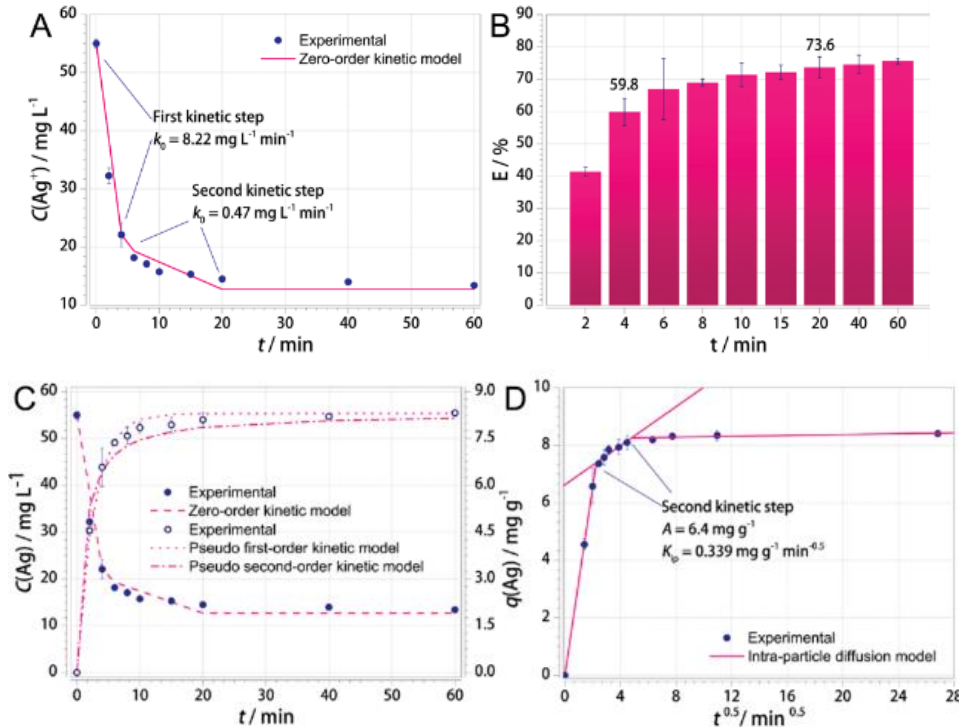 A
60
50
40
30
20
10
C(Ag⁺) / mg L⁻¹
Experimental
Zero-order kinetic model
First kinetic step
k₀ = 8.22 mg L⁻¹ min⁻¹
Second kinetic step
k₀ = 0.47 mg L⁻¹ min⁻¹
0 10 20 30 40 50 60
t / min
B
90
80
70
60
50
40
30
20
10
0
E / %
59.8
73.6
2 4 6 8 10 15 20 40 60
t / min
C
60
50
40
30
20
10
0
C(Ag) / mg L⁻¹
9.0
7.5
6.0
4.5
3.0
1.5
0.0
Experimental
Zero-order kinetic model
Experimental
Pseudo first-order kinetic model
Pseudo second-order kinetic model
0 10 20 30 40 50 60
t / min
D
10
8
6
4
2
0
q(Ag) / mg g⁻¹
Second kinetic step
A = 6.4 mg g⁻¹
Kᵢₚ = 0.339 mg g⁻¹ min⁻⁰·⁵
Experimental
Intra-particle diffusion model
0 4 8 12 16 20 24 28
t⁰·⁵/ min⁰·⁵